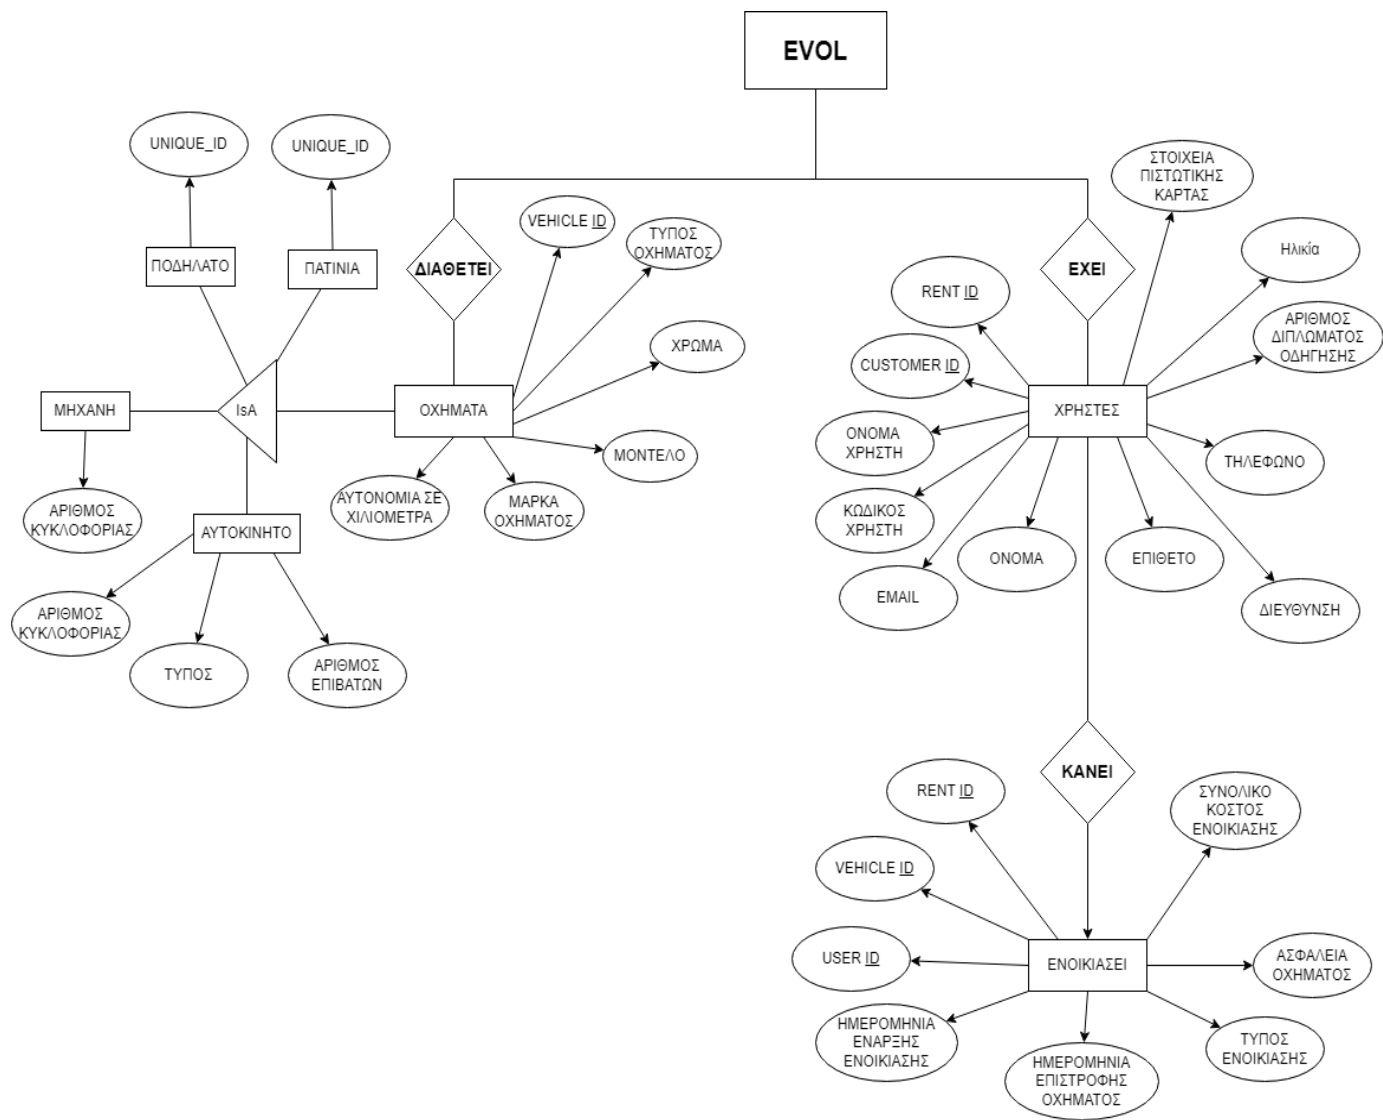 EVOL
UNIQUE_ID
UNIQUE_ID
ΠΟΔΗΛΑΤΟ
ΠΑΤΙΝΙΑ
ΜΗΧΑΝΗ
IsA
ΑΡΙΘΜΟΣ
ΚΥΚΛΟΦΟΡΙΑΣ
ΑΥΤΟΚΙΝΗΤΟ
ΑΡΙΘΜΟΣ
ΚΥΚΛΟΦΟΡΙΑΣ
ΤΥΠΟΣ
ΑΡΙΘΜΟΣ
ΕΠΙΒΑΤΩΝ
ΔΙΑΘΕΤΕΙ
VEHICLE ID
ΤΥΠΟΣ
ΟΧΗΜΑΤΟΣ
ΧΡΩΜΑ
ΟΧΗΜΑΤΑ
ΜΟΝΤΕΛΟ
ΑΥΤΟΝΟΜΙΑ ΣΕ
ΧΙΛΙΟΜΕΤΡΑ
ΜΑΡΚΑ
ΟΧΗΜΑΤΟΣ
ΕΧΕΙ
ΣΤΟΙΧΕΙΑ
ΠΙΣΤΩΤΙΚΗΣ
ΚΑΡΤΑΣ
Ηλικία
RENT ID
ΑΡΙΘΜΟΣ
ΔΙΠΛΩΜΑΤΟΣ
ΟΔΗΓΗΣΗΣ
CUSTOMER ID
ΧΡΗΣΤΕΣ
ΟΝΟΜΑ
ΧΡΗΣΤΗ
ΤΗΛΕΦΩΝΟ
ΚΩΔΙΚΟΣ
ΧΡΗΣΤΗ
ΟΝΟΜΑ
ΕΠΙΘΕΤΟ
EMAIL
ΔΙΕΥΘΥΝΣΗ
ΚΑΝΕΙ
RENT ID
ΣΥΝΟΛΙΚΟ
ΚΟΣΤΟΣ
ΕΝΟΙΚΙΑΣΗΣ
VEHICLE ID
USER ID
ΕΝΟΙΚΙΑΣΕΙ
ΑΣΦΑΛΕΙΑ
ΟΧΗΜΑΤΟΣ
ΗΜΕΡΟΜΗΝΙΑ
ΕΝΑΡΞΗΣ
ΕΝΟΙΚΙΑΣΗΣ
ΗΜΕΡΟΜΗΝΙΑ
ΕΠΙΣΤΡΟΦΗΣ
ΟΧΗΜΑΤΟΣ
ΤΥΠΟΣ
ΕΝΟΙΚΙΑΣΗΣ